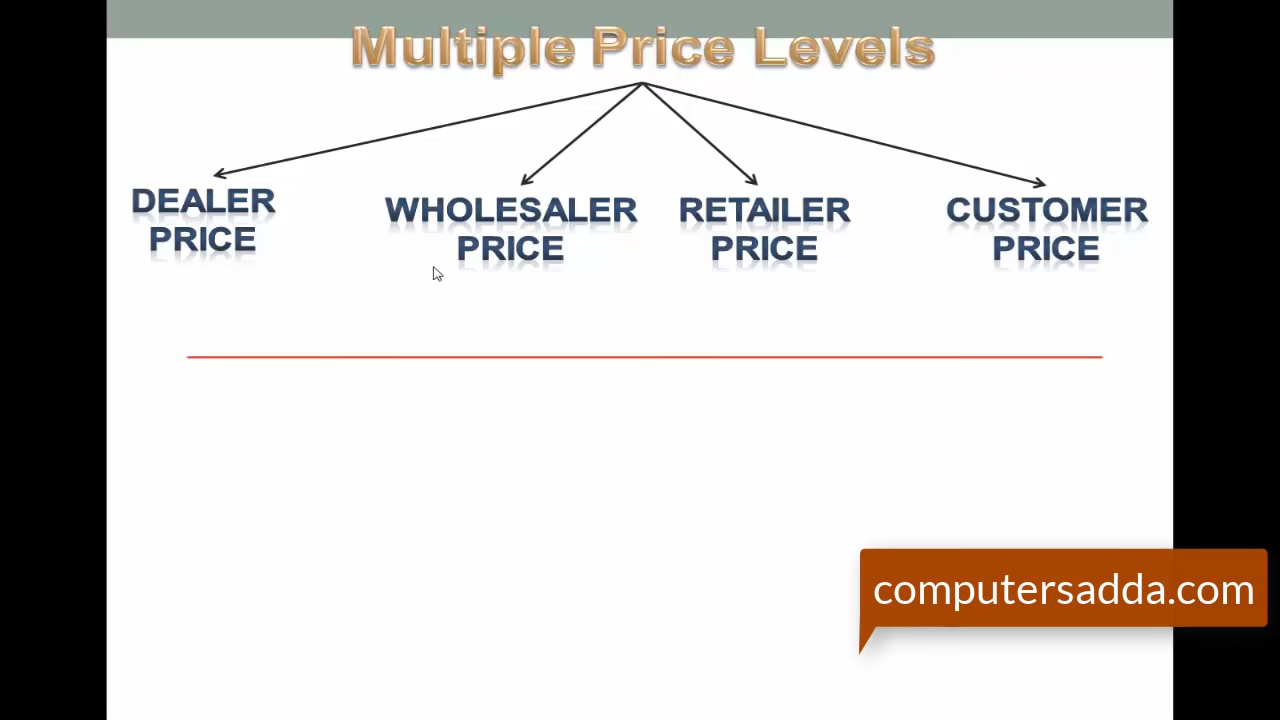 Multiple Price Levels
DEALER
PRICE
WHOLESALER
PRICE
RETAILER
PRICE
CUSTOMER
PRICE
computersadda.com